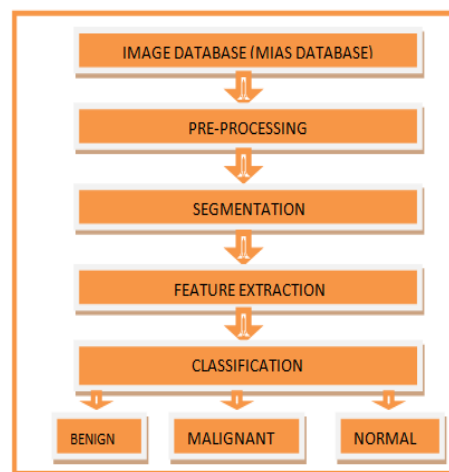 IMAGE DATABASE (MIAS DATABASE)
PRE-PROCESSING
SEGMENTATION
FEATURE EXTRACTION
CLASSIFICATION
BENIGN
MALIGNANT
NORMAL